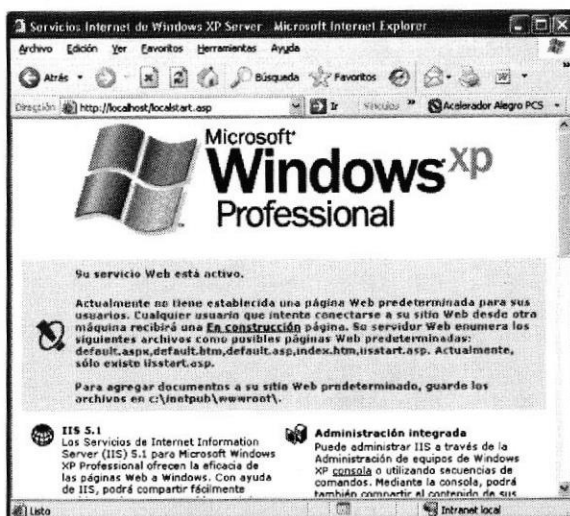 Servicios Internet de Windows XP Server - Microsoft Internet Explorer
Archivo Edición Ver Favoritos Herramientas Ayuda
Atrás Búsqueda Favoritos
Dirección http://localhost/localstart.asp Ir Vínculos » Acelerador Alegro PCS
Microsoft
Windows xp
Professional
Su servicio Web está activo.
Actualmente no tiene establecida una página Web predeterminada para sus
usuarios. Cualquier usuario que intente conectarse a su sitio Web desde otra
máquina recibirá una En construcción página. Su servidor Web enumera los
siguientes archivos como posibles páginas Web predeterminadas:
default.aspx,default.htm,default.asp,index.htm,iisstart.asp. Actualmente,
sólo existe iisstart.asp.
Para agregar documentos a su sitio Web predeterminado, guarde los
archivos en c:\inetpub\wwwroot\.
IIS 5.1
Los Servicios de Internet Information
Server (IIS) 5.1 para Microsoft Windows
XP Professional ofrecen la eficacia de
las páginas Web a Windows. Con ayuda
de IIS, podrá compartir fácilmente
Administración integrada
Puede administrar IIS a través de la
Administración de equipos de Windows
XP consola o utilizando secuencias de
comandos. Mediante la consola, podrá
también compartir el contenido de sus
Listo Intranet local